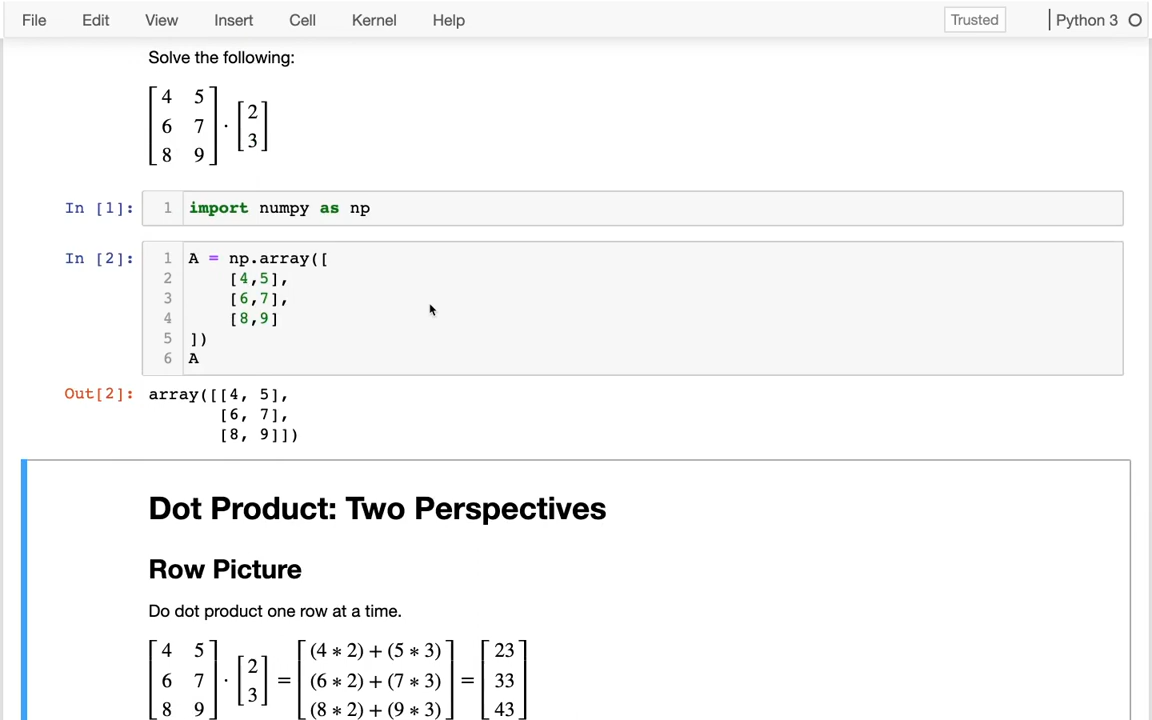 File Edit View Insert Cell Kernel Help Trusted Python 3
Solve the following:
[4 5
6 7
8 9] · [2
3]
In [1]: 1 import numpy as np
In [2]: 1 A = np.array([
2 [4,5],
3 [6,7],
4 [8,9]
5 ])
6 A
Out[2]: array([[4, 5],
[6, 7],
[8, 9]])
Dot Product: Two Perspectives
Row Picture
Do dot product one row at a time.
[4 5
6 7
8 9] · [2
3] = [(4 * 2) + (5 * 3)
(6 * 2) + (7 * 3)
(8 * 2) + (9 * 3)] = [23
33
43]